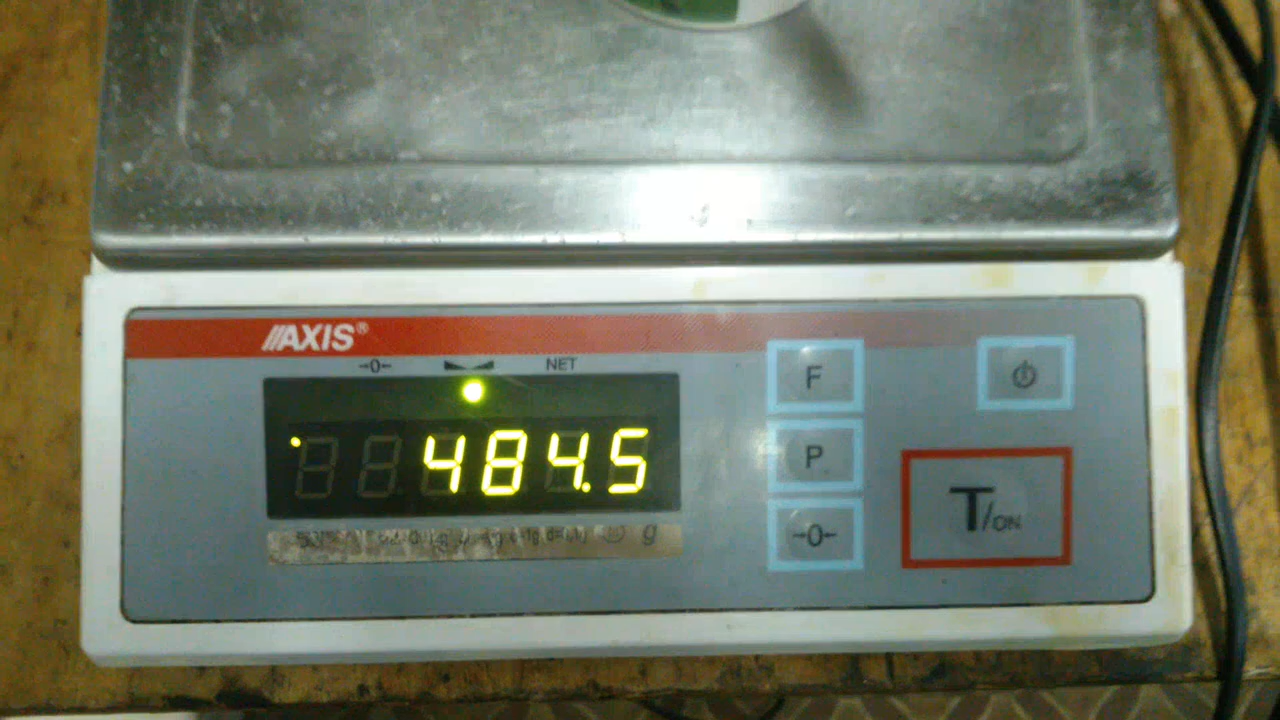 AXIS®
→0← NET
484.5
g
F
P
→0←
T/ON